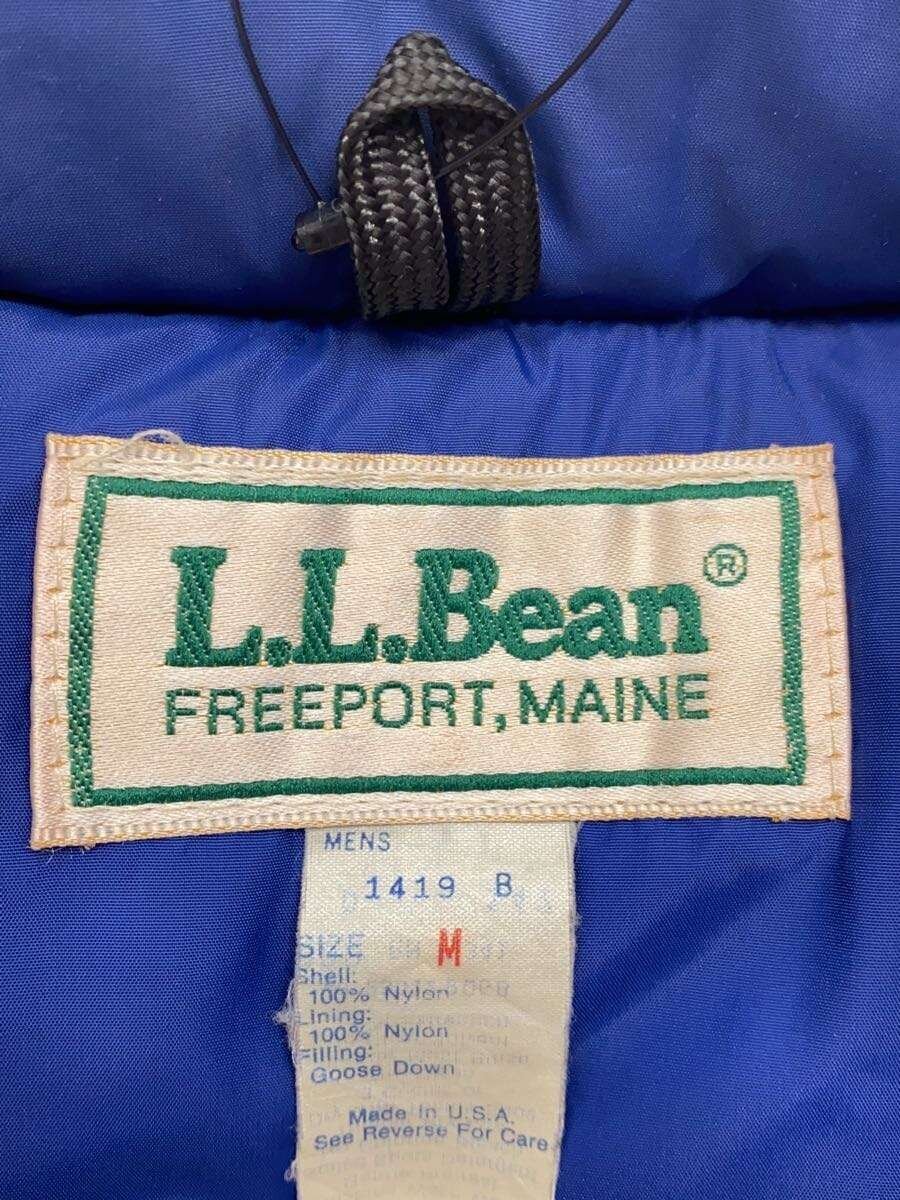 L.L.Bean®
FREEPORT, MAINE
MENS
1419 B
SIZE M
Shell:
100% Nylon
Lining:
100% Nylon
Filling:
Goose Down
Made In U.S.A.
See Reverse For Care